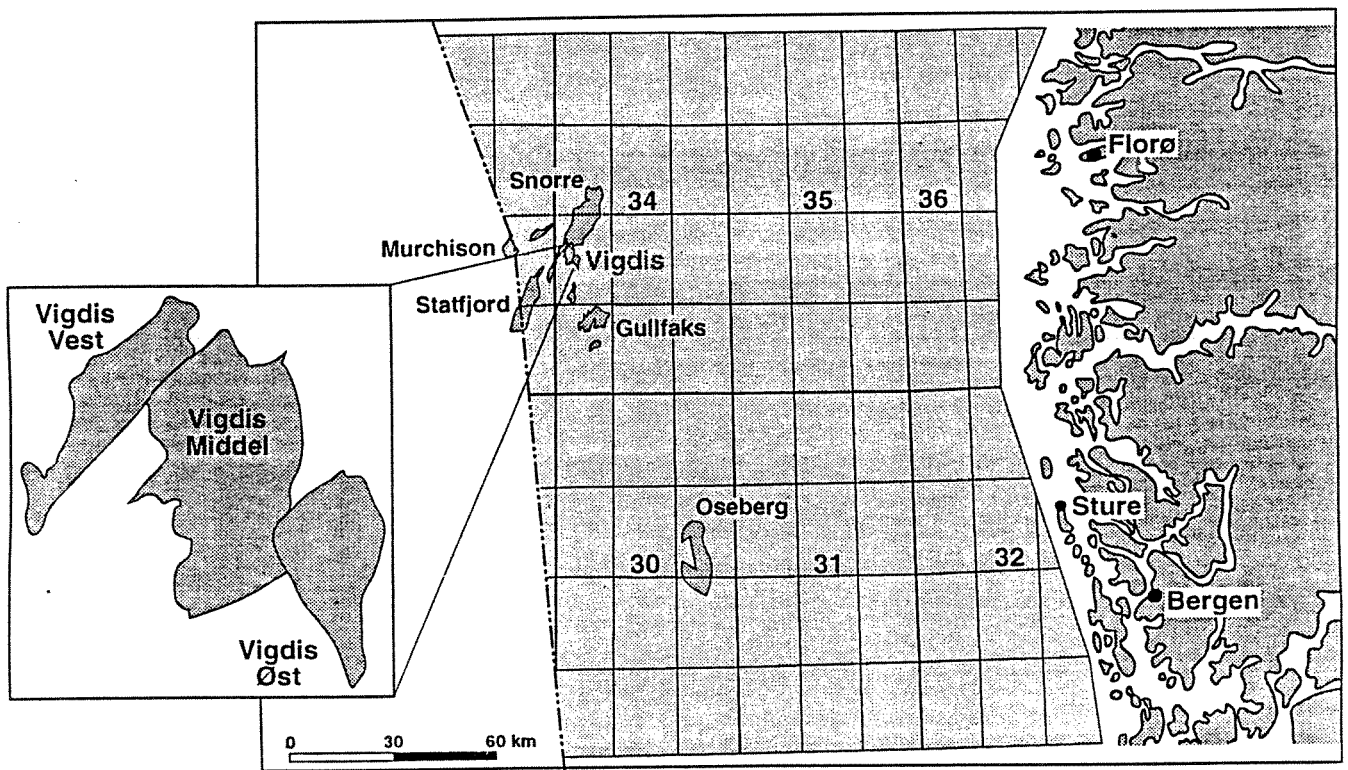 Florø
Snorre
34
35
36
Murchison
Vigdis
Statfjord
Gullfaks
Vigdis
Vest
Vigdis
Middel
Vigdis
Øst
Oseberg
Sture
30
31
32
Bergen
0 30 60 km